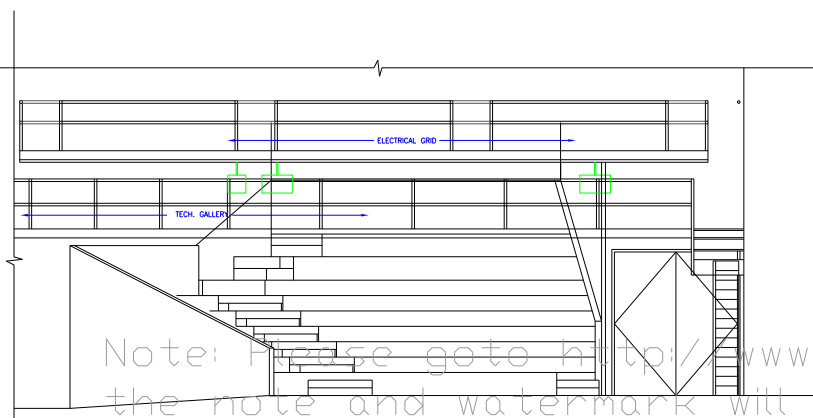 ELECTRICAL GRID
TECH. GALLERY
Note: Please goto http://www
the note and watermark will